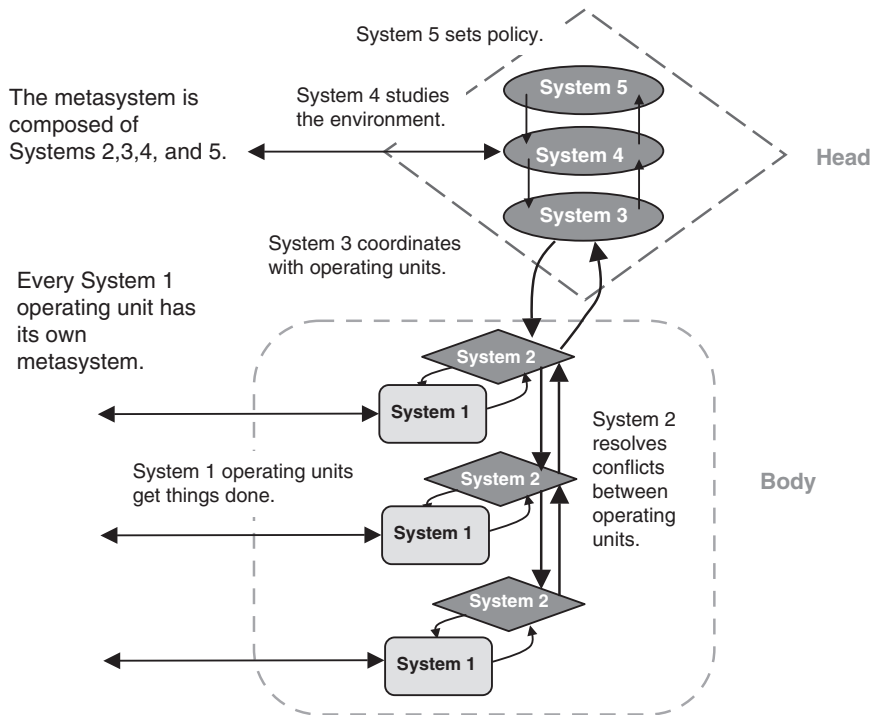 System 5 sets policy.
System 5
The metasystem is
composed of
Systems 2,3,4, and 5.
System 4 studies
the environment.
System 4
Head
System 3
System 3 coordinates
with operating units.
Every System 1
operating unit has
its own
metasystem.
System 2
System 1
System 2
resolves
conflicts
between
operating
units.
System 1 operating units
get things done.
System 2
Body
System 1
System 2
System 1